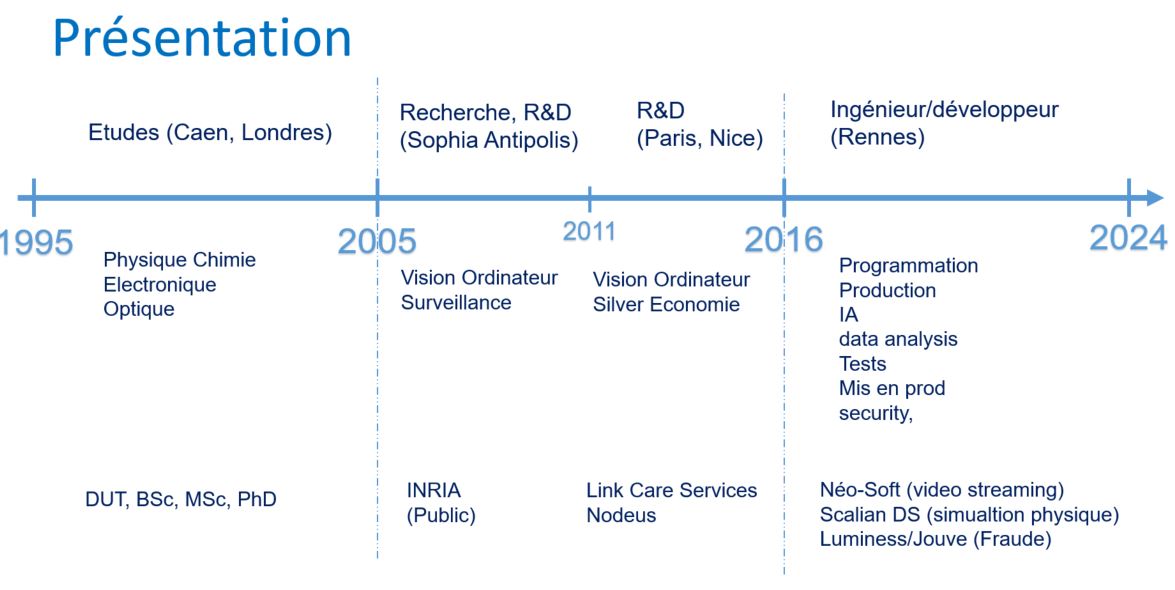 Présentation
Etudes (Caen, Londres)
Recherche, R&D
(Sophia Antipolis)
R&D
(Paris, Nice)
Ingénieur/développeur
(Rennes)
1995
2005
2011
2016
2024
Physique Chimie
Electronique
Optique
Vision Ordinateur
Surveillance
Vision Ordinateur
Silver Economie
Programmation
Production
IA
data analysis
Tests
Mis en prod
security,
DUT, BSc, MSc, PhD
INRIA
(Public)
Link Care Services
Nodeus
Néo-Soft (video streaming)
Scalian DS (simualtion physique)
Luminess/Jouve (Fraude)